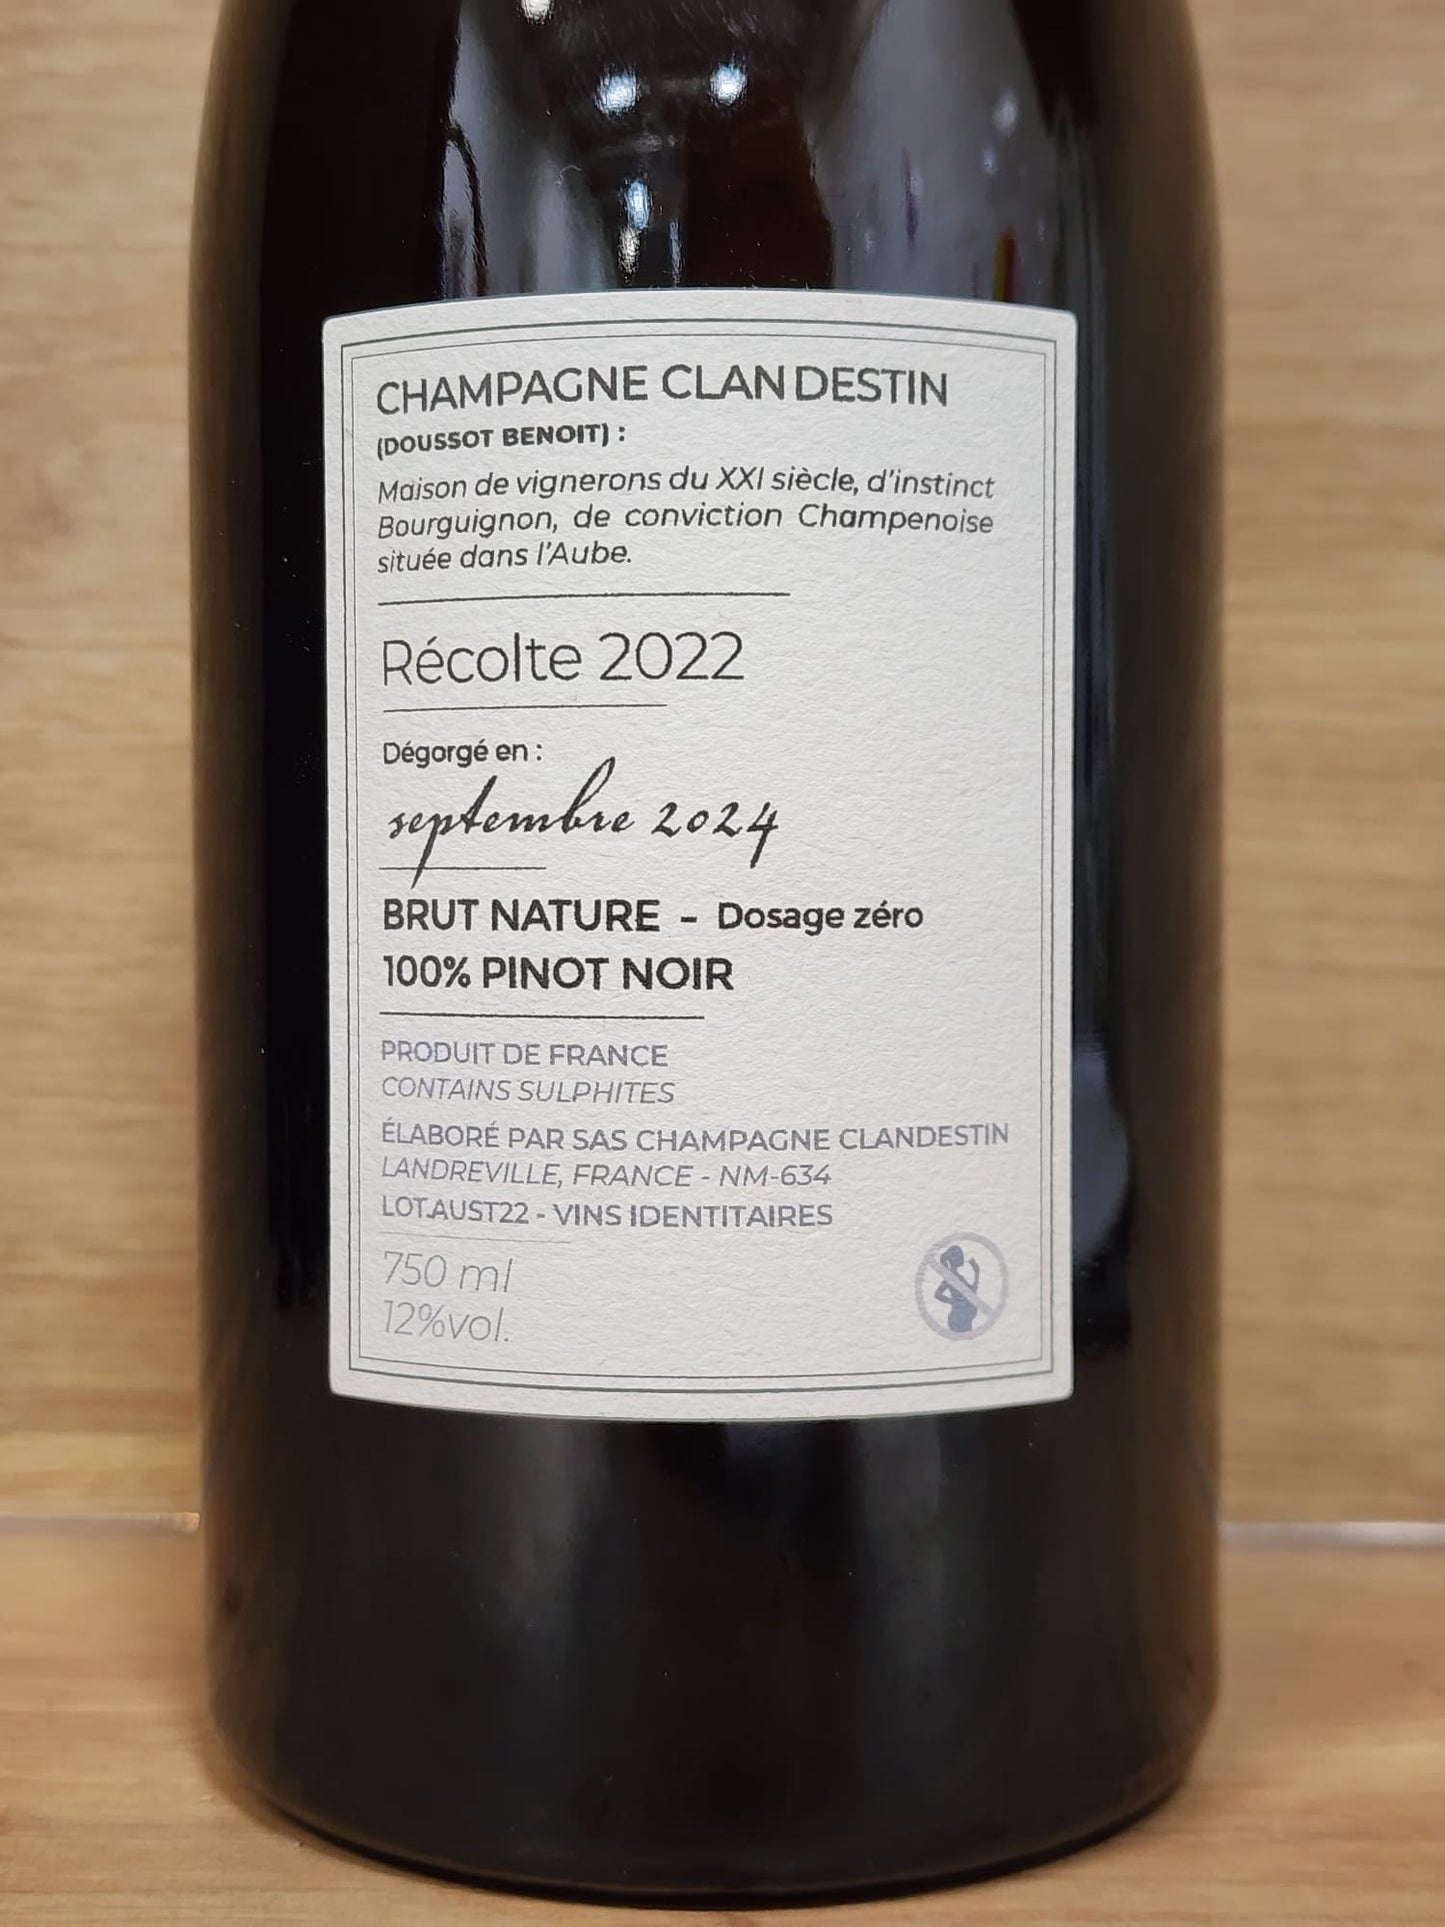 CHAMPAGNE CLANDESTIN
(DOUSSOT BENOIT) :
Maison de vignerons du XXI siècle, d'instinct
Bourguignon, de conviction Champenoise
située dans l'Aube.
Récolte 2022
Dégorgé en :
septembre 2024
BRUT NATURE - Dosage zéro
100% PINOT NOIR
PRODUIT DE FRANCE
CONTAINS SULPHITES
ÉLABORÉ PAR SAS CHAMPAGNE CLANDESTIN
LANDREVILLE, FRANCE - NM-634
LOT.AUST22 - VINS IDENTITAIRES
750 ml
12%vol.